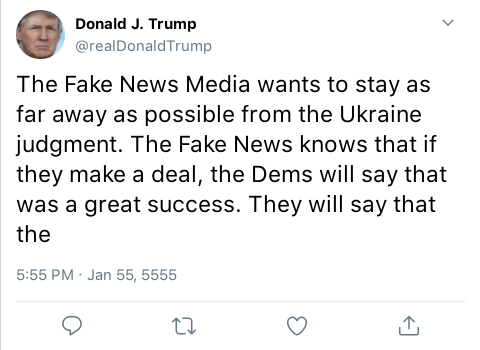 Donald J. Trump
@realDonaldTrump
The Fake News Media wants to stay as
far away as possible from the Ukraine
judgment. The Fake News knows that if
they make a deal, the Dems will say that
was a great success. They will say that
the
5:55 PM · Jan 55, 5555